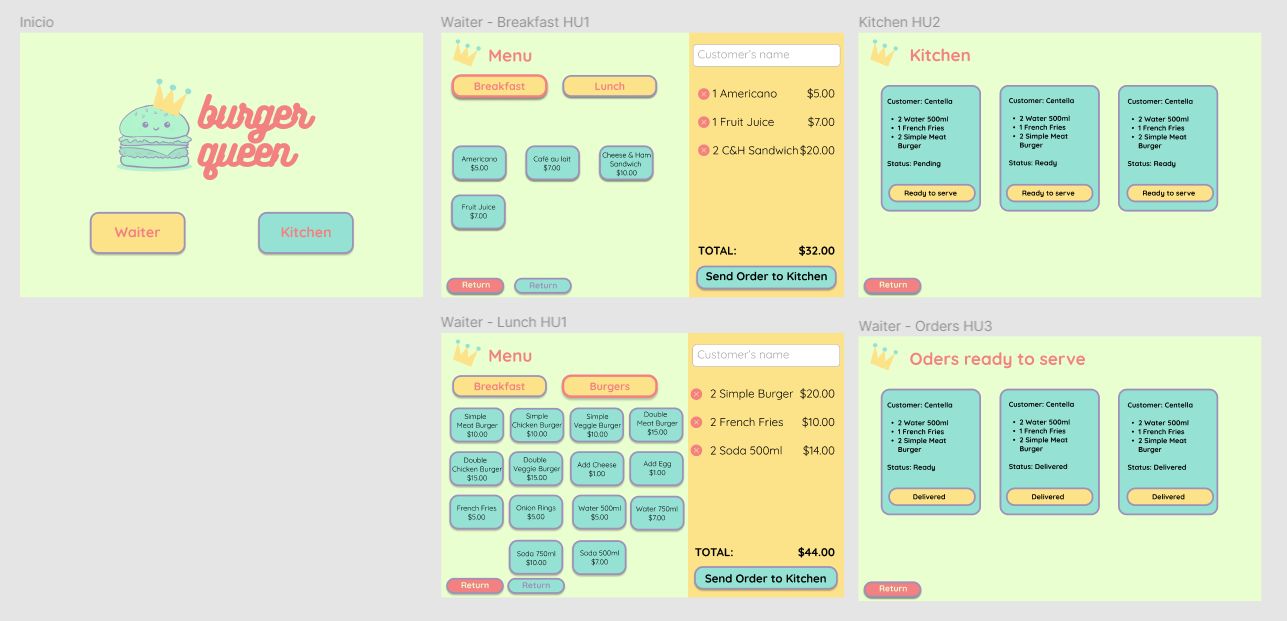 Inicio
burger
queen
Waiter
Kitchen
Waiter - Breakfast HU1
Menu
Breakfast
Lunch
Americano
$5.00
Café au lait
$7.00
Cheese & Ham
Sandwich
$10.00
Fruit Juice
$7.00
Return
Return
Customer's name
1 Americano $5.00
1 Fruit Juice $7.00
2 C&H Sandwich $20.00
TOTAL: $32.00
Send Order to Kitchen
Kitchen HU2
Kitchen
Customer: Centella
• 2 Water 500ml
• 1 French Fries
• 2 Simple Meat
Burger
Status: Pending
Ready to serve
Customer: Centella
• 2 Water 500ml
• 1 French Fries
• 2 Simple Meat
Burger
Status: Ready
Ready to serve
Customer: Centella
• 2 Water 500ml
• 1 French Fries
• 2 Simple Meat
Burger
Status: Ready
Ready to serve
Return
Waiter - Lunch HU1
Menu
Breakfast
Burgers
Simple
Meat Burger
$10.00
Simple
Chicken Burger
$10.00
Simple
Veggie Burger
$10.00
Double
Meat Burger
$15.00
Double
Chicken Burger
$15.00
Double
Veggie Burger
$15.00
Add Cheese
$1.00
Add Egg
$1.00
French Fries
$5.00
Onion Rings
$5.00
Water 500ml
$5.00
Water 750ml
$7.00
Soda 750ml
$10.00
Soda 500ml
$7.00
Return
Return
Customer's name
2 Simple Burger $20.00
2 French Fries $10.00
2 Soda 500ml $14.00
TOTAL: $44.00
Send Order to Kitchen
Waiter - Orders HU3
Oders ready to serve
Customer: Centella
• 2 Water 500ml
• 1 French Fries
• 2 Simple Meat
Burger
Status: Ready
Delivered
Customer: Centella
• 2 Water 500ml
• 1 French Fries
• 2 Simple Meat
Burger
Status: Delivered
Delivered
Customer: Centella
• 2 Water 500ml
• 1 French Fries
• 2 Simple Meat
Burger
Status: Delivered
Delivered
Return